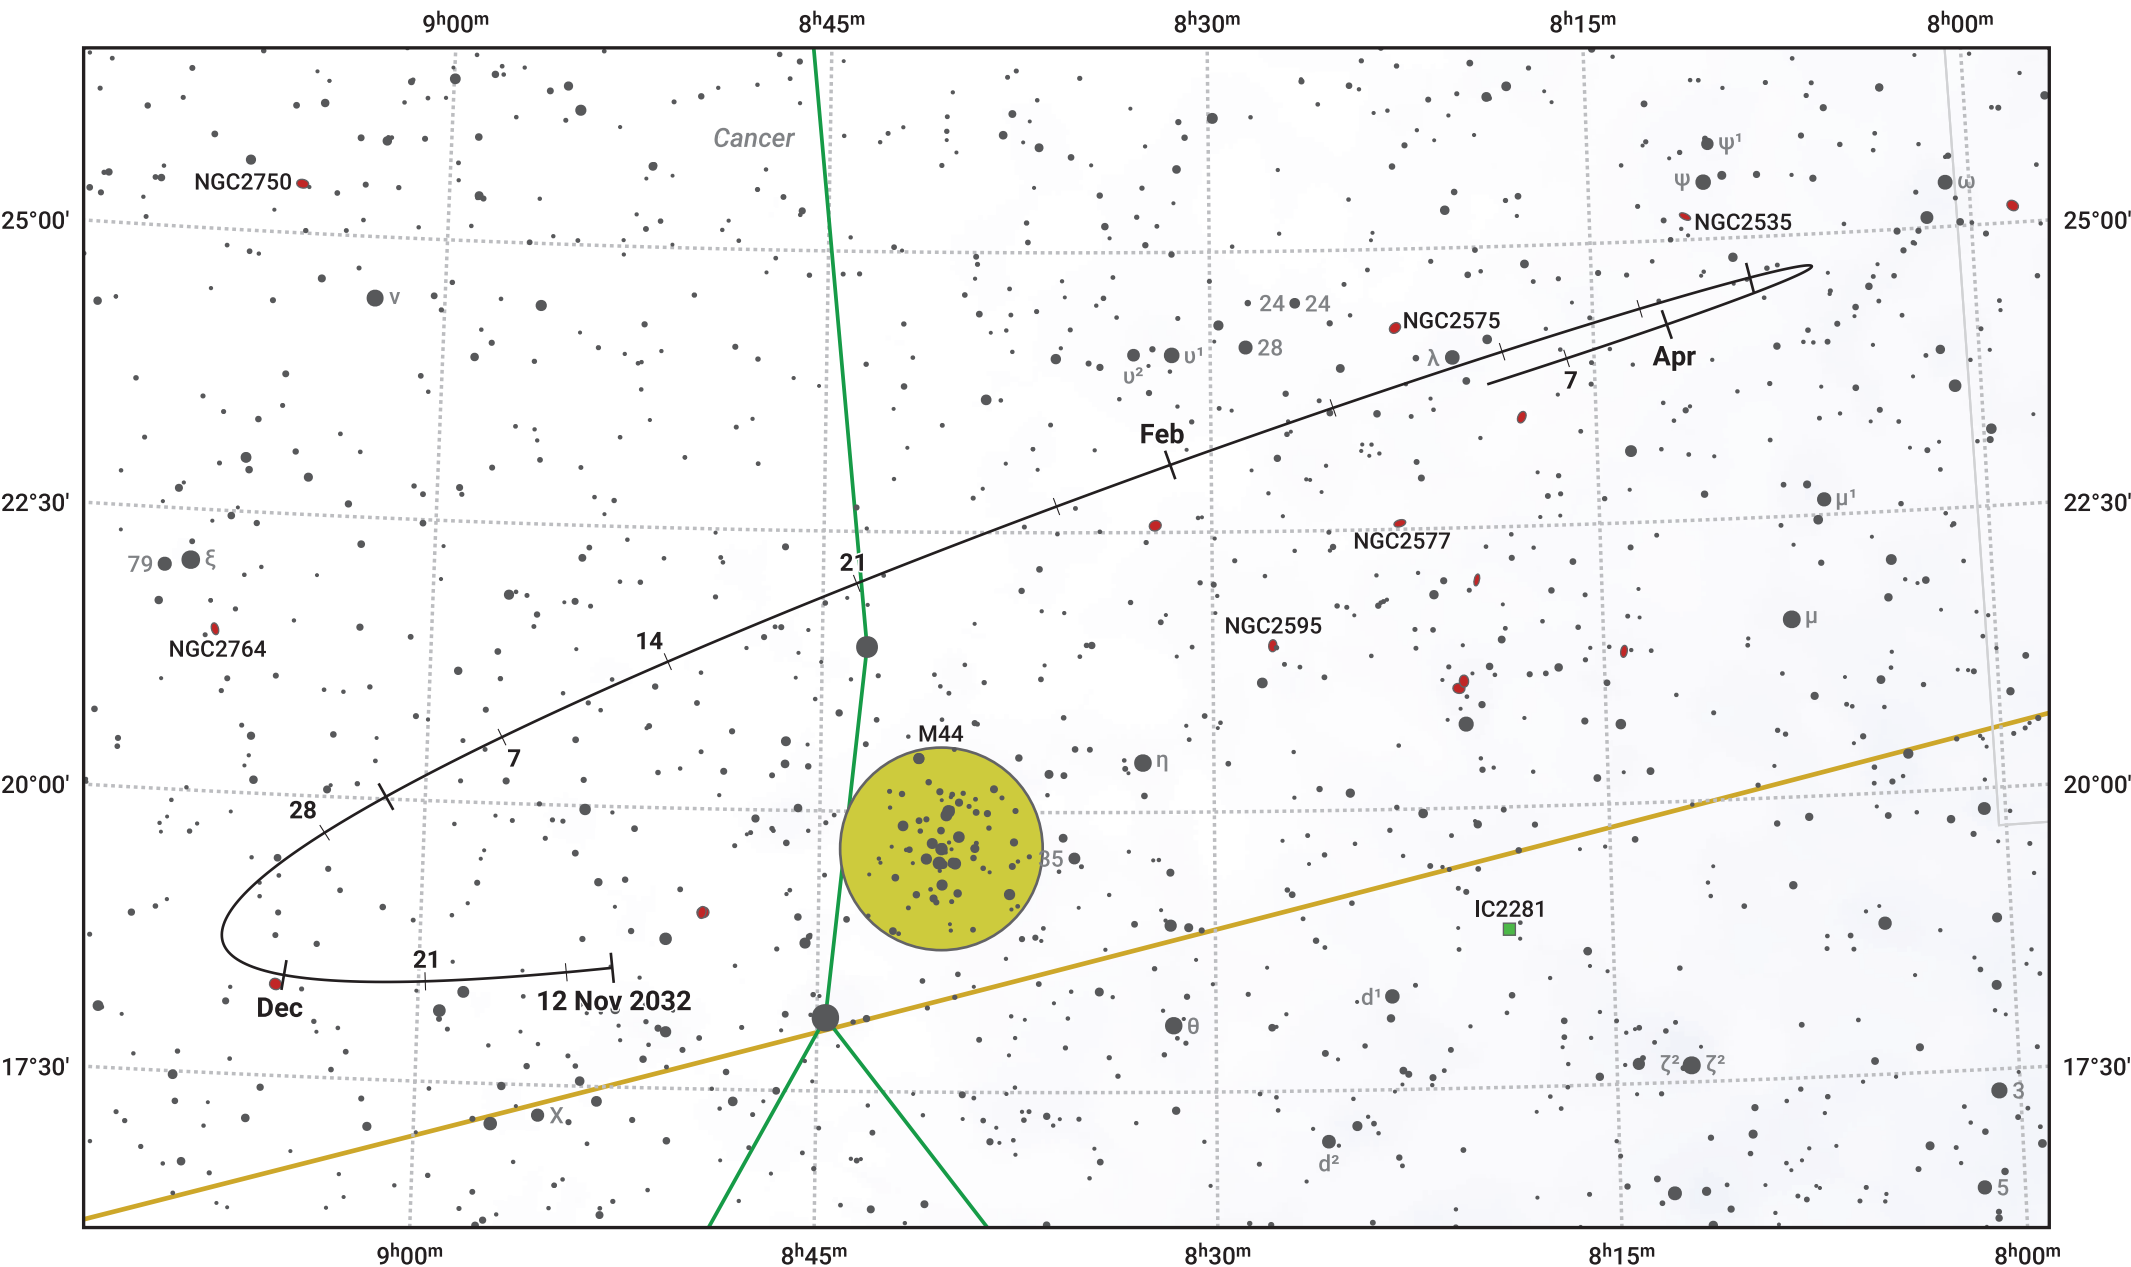 9ʰ00ᵐ 8ʰ45ᵐ 8ʰ30ᵐ 8ʰ15ᵐ 8ʰ00ᵐ
Cancer
ψ¹
NGC2750
ψ
ω
25°00'
NGC2535
25°00'
ν
24 24
NGC2575
υ¹
28
λ
Apr
υ²
7
Feb
22°30'
μ¹
22°30'
NGC2577
79 ξ
21
μ
NGC2595
14
NGC2764
M44
7
η
20°00'
20°00'
28
35
IC2281
21
d¹
Dec
12 Nov 2032
θ
17°30'
ζ² ζ²
17°30'
3
χ
d²
5
9ʰ00ᵐ 8ʰ45ᵐ 8ʰ30ᵐ 8ʰ15ᵐ 8ʰ00ᵐ